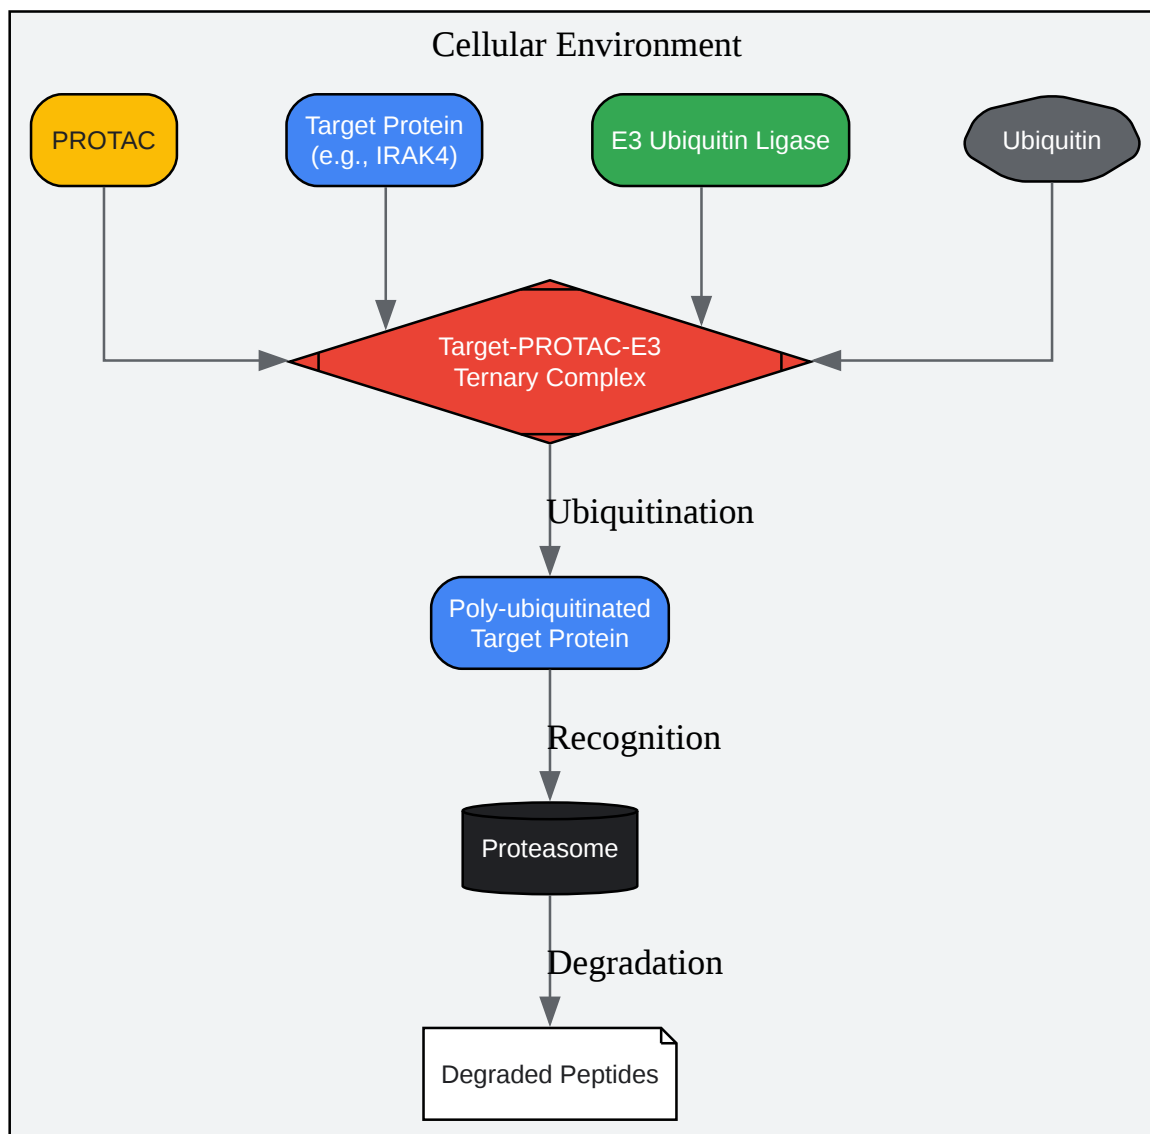 Cellular Environment
PROTAC
Target Protein
(e.g., IRAK4)
E3 Ubiquitin Ligase
Ubiquitin
Target-PROTAC-E3
Ternary Complex
Ubiquitination
Poly-ubiquitinated
Target Protein
Recognition
Proteasome
Degradation
Degraded Peptides